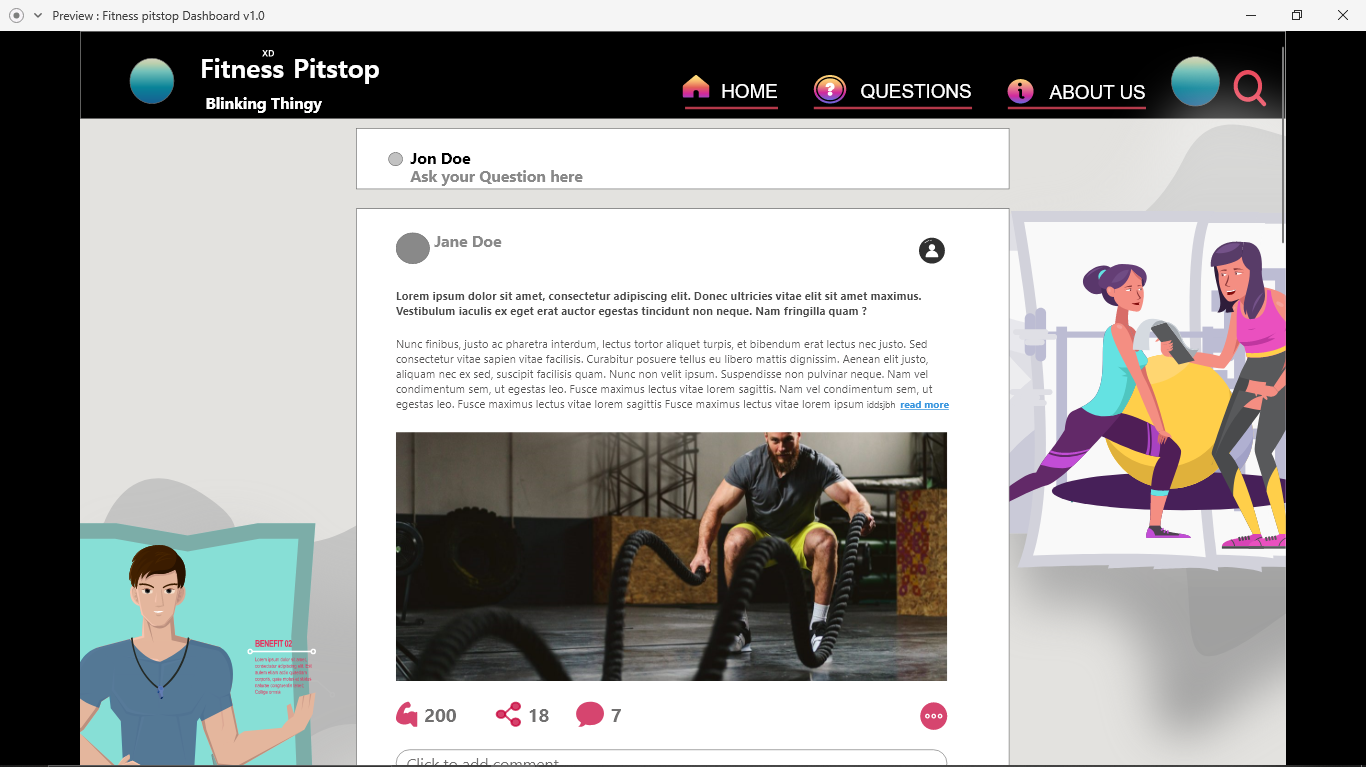 Preview : Fitness pitstop Dashboard v1.0
XD
Fitness Pitstop
Blinking Thingy
HOME
QUESTIONS
ABOUT US
Jon Doe
Ask your Question here
Jane Doe
Lorem ipsum dolor sit amet, consectetur adipiscing elit. Donec ultricies vitae elit sit amet maximus.
Vestibulum iaculis ex eget erat auctor egestas tincidunt non neque. Nam fringilla quam ?
Nunc finibus, justo ac pharetra interdum, lectus tortor aliquet turpis, et bibendum erat lectus nec justo. Sed
consectetur vitae sapien vitae facilisis. Curabitur posuere tellus eu libero mattis dignissim. Aenean elit justo,
aliquam nec ex sed, suscipit facilisis quam. Nunc non velit ipsum. Suspendisse non pulvinar neque. Nam vel
condimentum sem, ut egestas leo. Fusce maximus lectus vitae lorem sagittis. Nam vel condimentum sem, ut
egestas leo. Fusce maximus lectus vitae lorem sagittis Fusce maximus lectus vitae lorem ipsum iddsjbh read more
BENEFIT 02
200
18
7
Click to add comment